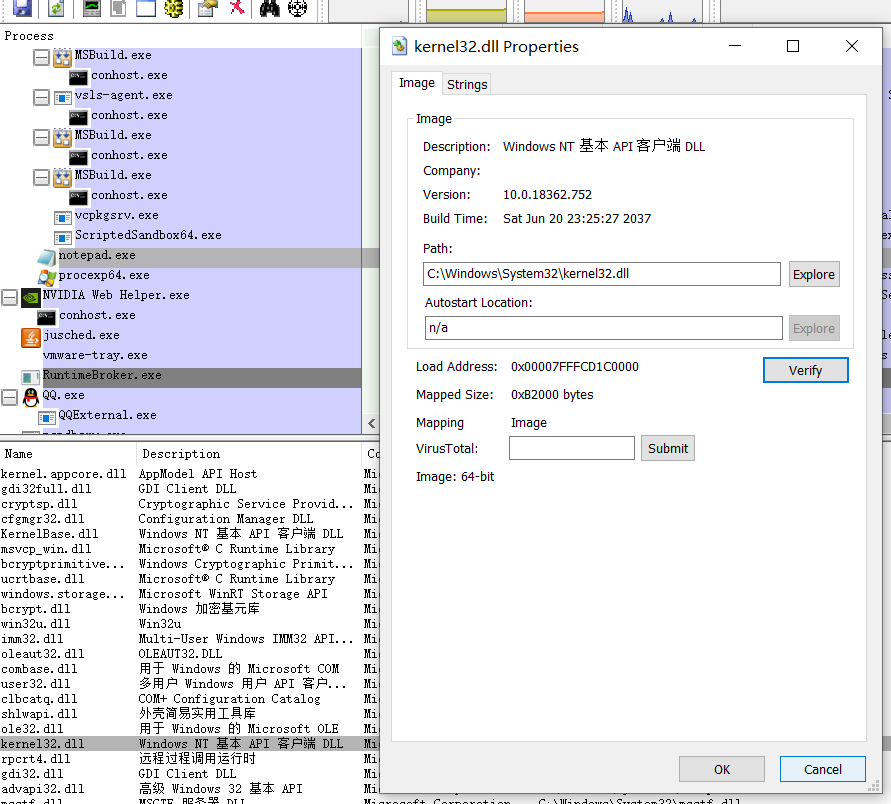 Process
MSBuild.exe
conhost.exe
vsls-agent.exe
conhost.exe
MSBuild.exe
conhost.exe
MSBuild.exe
conhost.exe
vcpkgsrv.exe
ScriptedSandbox64.exe
notepad.exe
procexp64.exe
NVIDIA Web Helper.exe
conhost.exe
jusched.exe
vmware-tray.exe
RuntimeBroker.exe
QQ.exe
QQExternal.exe
Name Description Co
kernel.appcore.dll AppModel API Host Mi
gdi32full.dll GDI Client DLL Mi
cryptsp.dll Cryptographic Service Provid... Mi
cfgmgr32.dll Configuration Manager DLL Mi
KernelBase.dll Windows NT 基本 API 客户端 DLL Mi
msvcp_win.dll Microsoft® C Runtime Library Mi
bcryptprimitive... Windows Cryptographic Primit... Mi
ucrtbase.dll Microsoft® C Runtime Library Mi
windows.storage... Microsoft WinRT Storage API Mi
bcrypt.dll Windows 加密基元库 Mi
win32u.dll Win32u Mi
imm32.dll Multi-User Windows IMM32 API... Mi
oleaut32.dll OLEAUT32.DLL Mi
combase.dll 用于 Windows 的 Microsoft COM Mi
user32.dll 多用户 Windows 用户 API 客户... Mi
clbcatq.dll COM+ Configuration Catalog Mi
shlwapi.dll 外壳简易实用工具库 Mi
ole32.dll 用于 Windows 的 Microsoft OLE Mi
kernel32.dll Windows NT 基本 API 客户端 DLL Mi
rpcrt4.dll 远程过程调用运行时 Mi
gdi32.dll GDI Client DLL Mi
advapi32.dll 高级 Windows 32 基本 API Mi
kernel32.dll Properties
Image Strings
Image
Description: Windows NT 基本 API 客户端 DLL
Company:
Version: 10.0.18362.752
Build Time: Sat Jun 20 23:25:27 2037
Path:
C:\Windows\System32\kernel32.dll Explore
Autostart Location:
n/a Explore
Load Address: 0x00007FFFCD1C0000 Verify
Mapped Size: 0xB2000 bytes
Mapping Image
VirusTotal: Submit
Image: 64-bit
OK Cancel